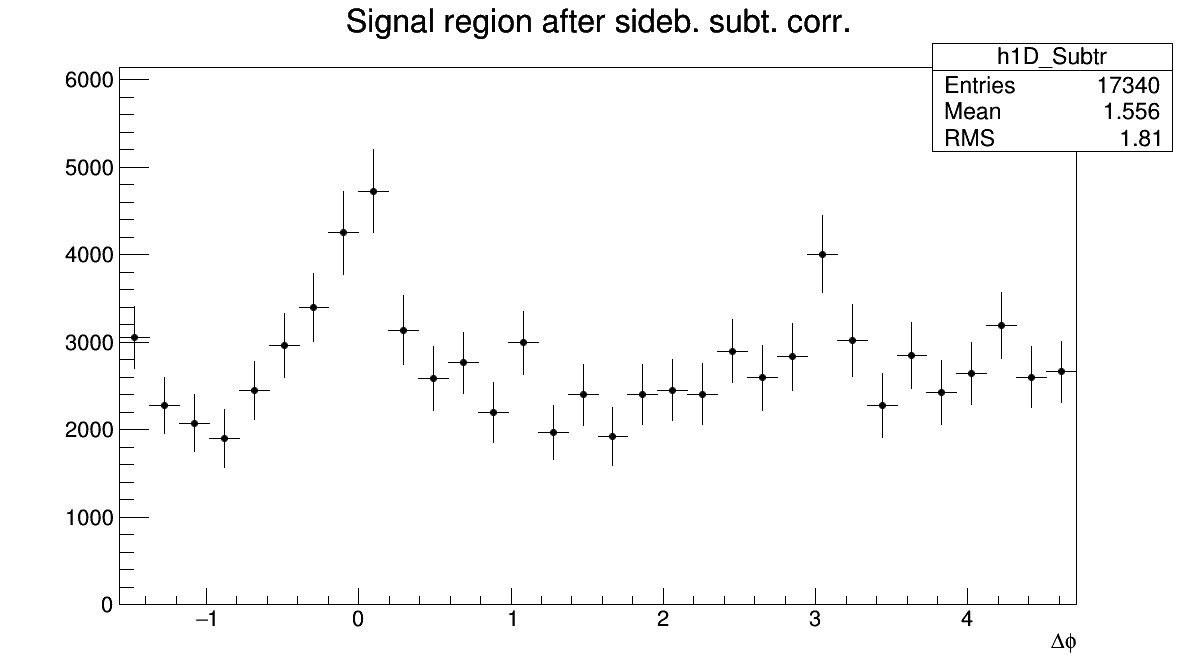 Signal region after sideb. subt. corr.
h1D_Subtr
Entries 17340
Mean 1.556
RMS 1.81
6000
5000
4000
3000
2000
1000
0
−1 0 1 2 3 4
Δϕ